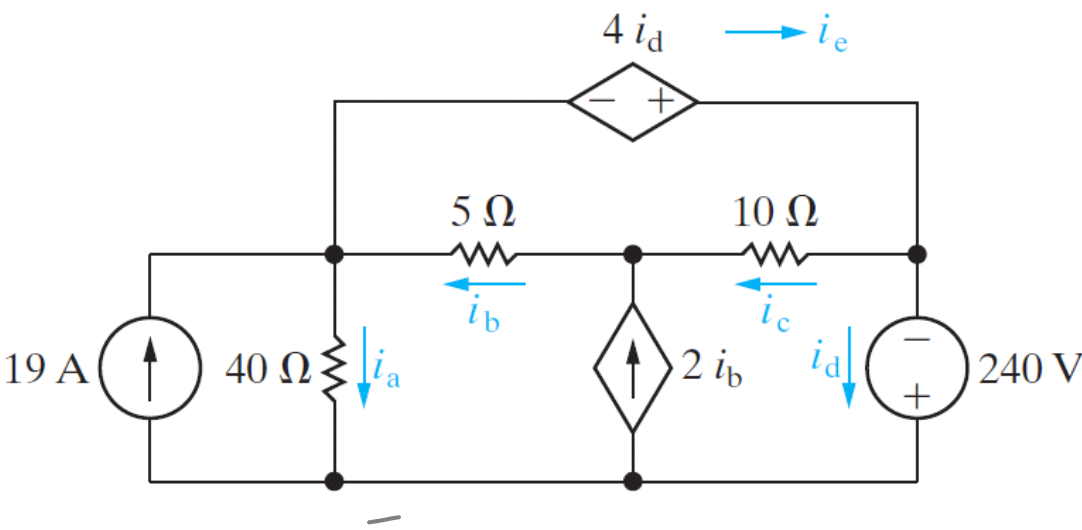 4 i_d i_e
− +
5 Ω 10 Ω
i_b i_c
19 A 40 Ω i_a 2 i_b i_d − 240 V
+